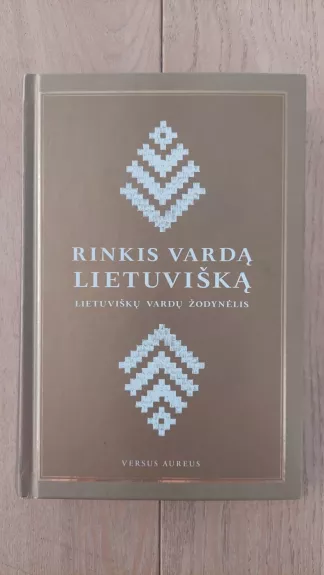 RINKIS VARDĄ
LIETUVIŠKĄ
LIETUVIŠKŲ VARDŲ ŽODYNĖLIS
VERSUS AUREUS